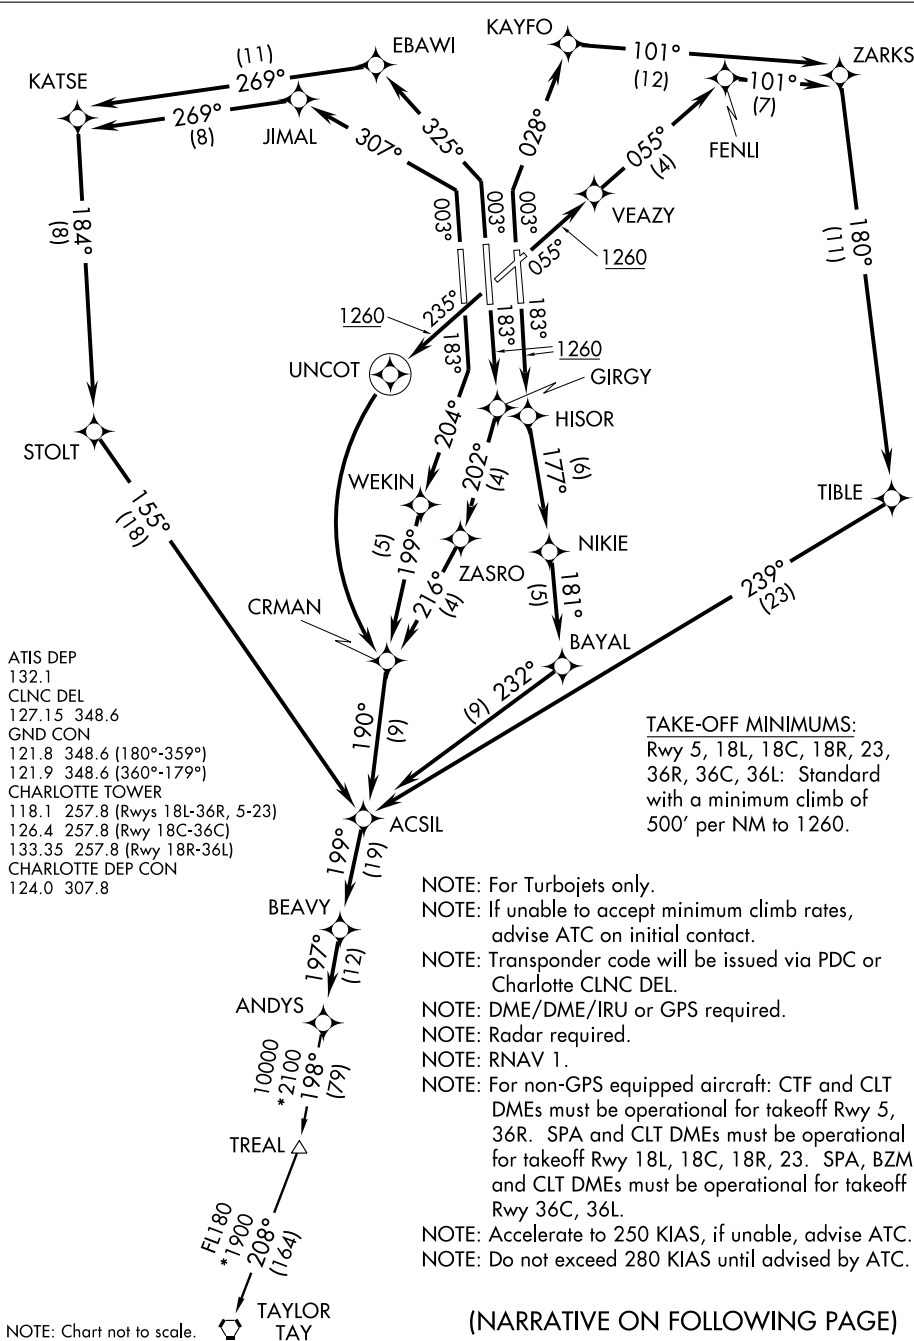 KAYFO
EBAWI
(11)
269°
101°
(12)
ZARKS
KATSE
269°
(8)
JIMAL
101°
(7)
FENLI
307°
325°
028°
055°
(4)
VEAZY
184°
(8)
003°
003°
003°
055°
1260
180°
(11)
1260
235°
183°
183°
183°
1260
UNCOT
GIRGY
HISOR
STOLT
204°
202°
(4)
177°
(6)
WEKIN
TIBLE
155°
(18)
(5)
199°
ZASRO
216°
(4)
NIKIE
181°
(5)
239°
(23)
CRMAN
BAYAL
190°
(9)
(9) 232°
ATIS DEP
132.1
CLNC DEL
127.15 348.6
GND CON
121.8 348.6 (180°-359°)
121.9 348.6 (360°-179°)
CHARLOTTE TOWER
118.1 257.8 (Rwys 18L-36R, 5-23)
126.4 257.8 (Rwy 18C-36C)
133.35 257.8 (Rwy 18R-36L)
CHARLOTTE DEP CON
124.0 307.8
TAKE-OFF MINIMUMS:
Rwy 5, 18L, 18C, 18R, 23,
36R, 36C, 36L: Standard
with a minimum climb of
500' per NM to 1260.
ACSIL
199°
(19)
BEAVY
197°
(12)
ANDYS
10000
*2100
198°
(79)
TREAL
FL180
*1900
208°
(164)
TAYLOR
TAY
NOTE: For Turbojets only.
NOTE: If unable to accept minimum climb rates,
advise ATC on initial contact.
NOTE: Transponder code will be issued via PDC or
Charlotte CLNC DEL.
NOTE: DME/DME/IRU or GPS required.
NOTE: Radar required.
NOTE: RNAV 1.
NOTE: For non-GPS equipped aircraft: CTF and CLT
DMEs must be operational for takeoff Rwy 5,
36R. SPA and CLT DMEs must be operational
for takeoff Rwy 18L, 18C, 18R, 23. SPA, BZM
and CLT DMEs must be operational for takeoff
Rwy 36C, 36L.
NOTE: Accelerate to 250 KIAS, if unable, advise ATC.
NOTE: Do not exceed 280 KIAS until advised by ATC.
NOTE: Chart not to scale.
(NARRATIVE ON FOLLOWING PAGE)